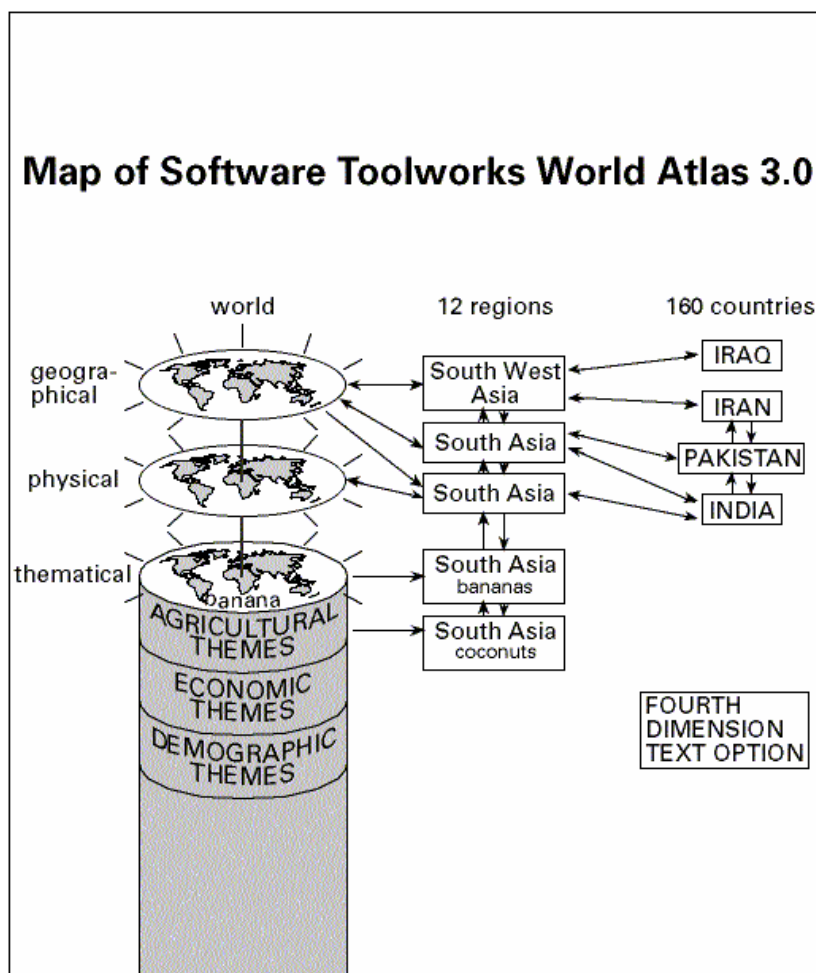 Map of Software Toolworks World Atlas 3.0
world
12 regions
160 countries
geogra-
phical
physical
thematical
banana
AGRICULTURAL
THEMES
ECONOMIC
THEMES
DEMOGRAPHIC
THEMES
South West
Asia
South Asia
South Asia
South Asia
bananas
South Asia
coconuts
IRAQ
IRAN
PAKISTAN
INDIA
FOURTH
DIMENSION
TEXT OPTION